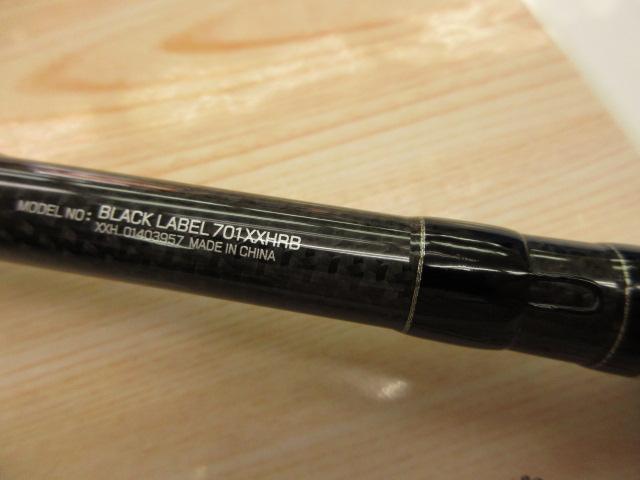 MODEL NO: BLACK LABEL 701XXHRB
XXH 01403957 MADE IN CHINA